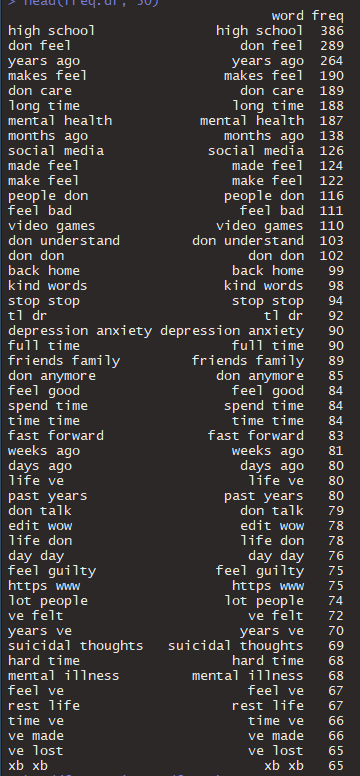 > head(freq.df, 50)
word freq
high school high school 386
don feel don feel 289
years ago years ago 264
makes feel makes feel 190
don care don care 189
long time long time 188
mental health mental health 187
months ago months ago 138
social media social media 126
made feel made feel 124
make feel make feel 122
people don people don 116
feel bad feel bad 111
video games video games 110
don understand don understand 103
don don don don 102
back home back home 99
kind words kind words 98
stop stop stop stop 94
tl dr tl dr 92
depression anxiety depression anxiety 90
full time full time 90
friends family friends family 89
don anymore don anymore 85
feel good feel good 84
spend time spend time 84
time time time time 84
fast forward fast forward 83
weeks ago weeks ago 81
days ago days ago 80
life ve life ve 80
past years past years 80
don talk don talk 79
edit wow edit wow 78
life don life don 78
day day day day 76
feel guilty feel guilty 75
https www https www 75
lot people lot people 74
ve felt ve felt 72
years ve years ve 70
suicidal thoughts suicidal thoughts 69
hard time hard time 68
mental illness mental illness 68
feel ve feel ve 67
rest life rest life 67
time ve time ve 66
ve made ve made 66
ve lost ve lost 65
xb xb xb xb 65